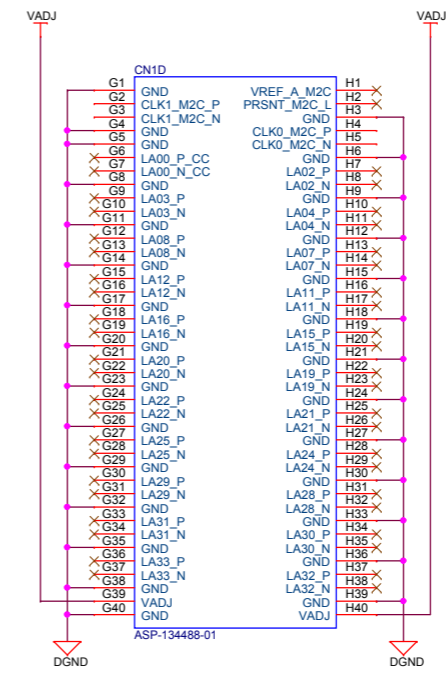 VADJ VADJ
CN1D
G1 GND VREF_A_M2C H1
G2 CLK1_M2C_P PRSNT_M2C_L H2
G3 CLK1_M2C_N GND H3
G4 GND CLK0_M2C_P H4
G5 GND CLK0_M2C_N H5
G6 LA00_P_CC GND H6
G7 LA00_N_CC LA02_P H7
G8 GND LA02_N H8
G9 LA03_P GND H9
G10 LA03_N LA04_P H10
G11 GND LA04_N H11
G12 LA08_P GND H12
G13 LA08_N LA07_P H13
G14 GND LA07_N H14
G15 LA12_P GND H15
G16 LA12_N LA11_P H16
G17 GND LA11_N H17
G18 LA16_P GND H18
G19 LA16_N LA15_P H19
G20 GND LA15_N H20
G21 LA20_P GND H21
G22 LA20_N LA19_P H22
G23 GND LA19_N H23
G24 LA22_P GND H24
G25 LA22_N LA21_P H25
G26 GND LA21_N H26
G27 LA25_P GND H27
G28 LA25_N LA24_P H28
G29 GND LA24_N H29
G30 LA29_P GND H30
G31 LA29_N LA28_P H31
G32 GND LA28_N H32
G33 LA31_P GND H33
G34 LA31_N LA30_P H34
G35 GND LA30_N H35
G36 LA33_P GND H36
G37 LA33_N LA32_P H37
G38 GND LA32_N H38
G39 VADJ GND H39
G40 GND VADJ H40
ASP-134488-01
DGND DGND